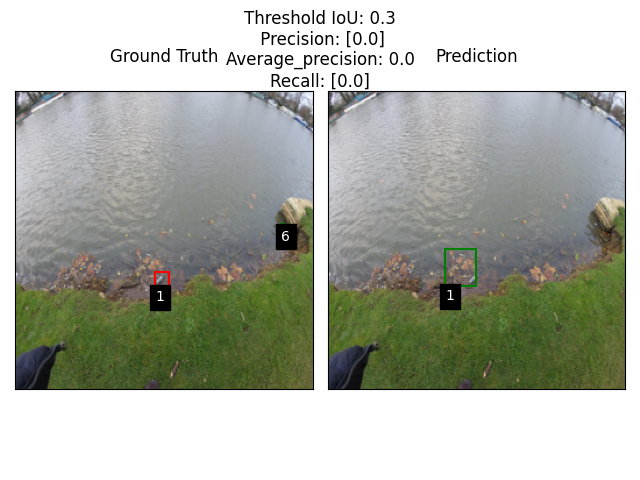 Threshold IoU: 0.3
Precision: [0.0]
Average_precision: 0.0
Recall: [0.0]
Ground Truth
Prediction
6
1
1